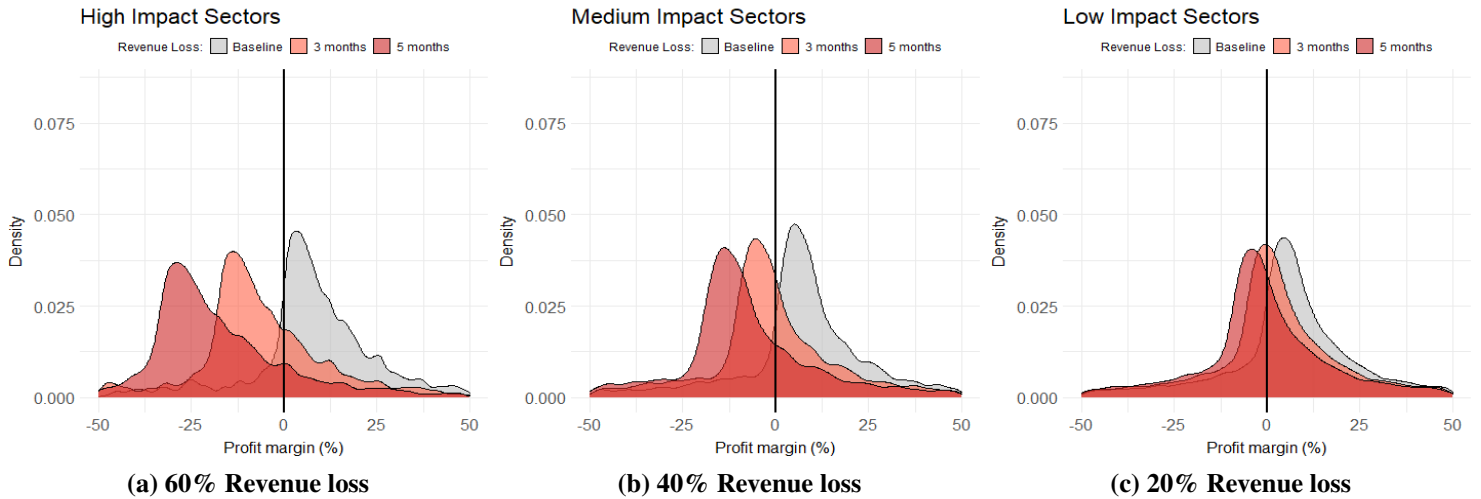 High Impact Sectors
Revenue Loss: Baseline 3 months 5 months
0.075
0.050
0.025
0.000
Density
-50 -25 0 25 50
Profit margin (%)
(a) 60% Revenue loss
Medium Impact Sectors
Revenue Loss: Baseline 3 months 5 months
0.075
0.050
0.025
0.000
Density
-50 -25 0 25 50
Profit margin (%)
(b) 40% Revenue loss
Low Impact Sectors
Revenue Loss: Baseline 3 months 5 months
0.075
0.050
0.025
0.000
Density
-50 -25 0 25 50
Profit margin (%)
(c) 20% Revenue loss